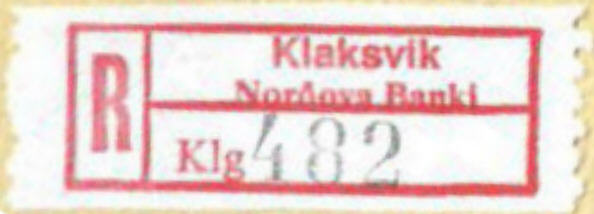 R
Klaksvik
Norðoya Banki
Klg 482